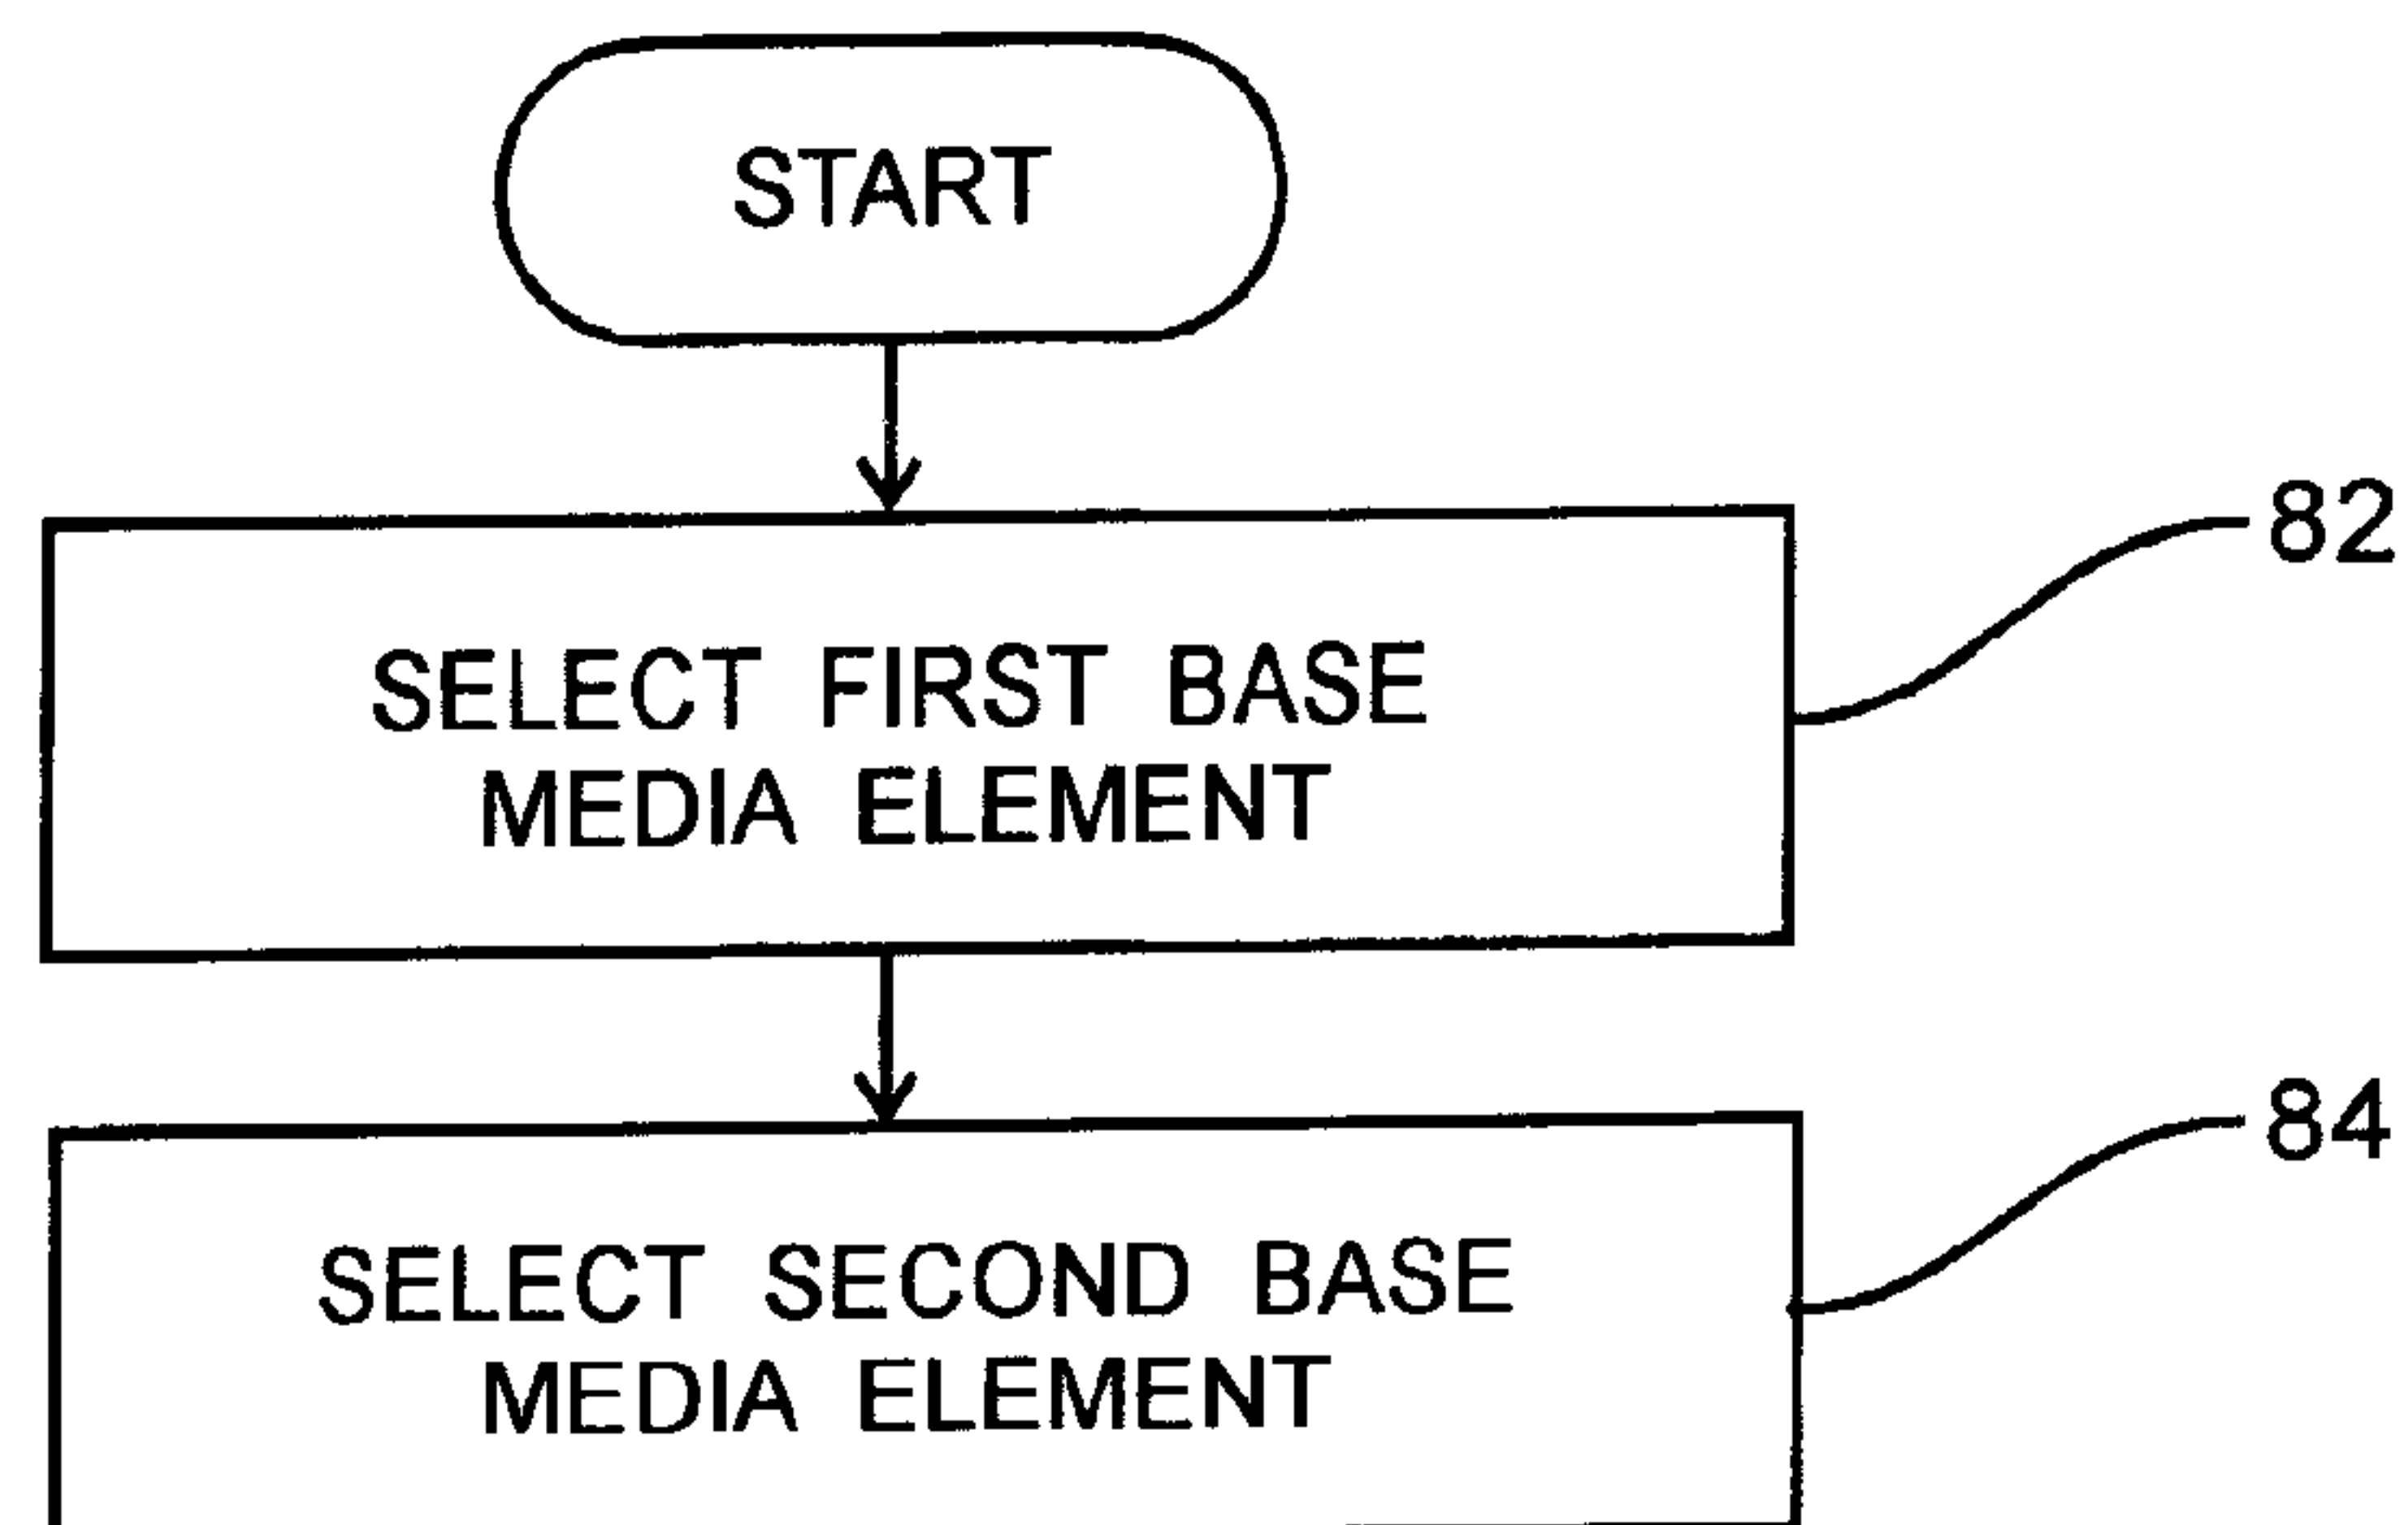 START
82
SELECT FIRST BASE
MEDIA ELEMENT
84
SELECT SECOND BASE
MEDIA ELEMENT